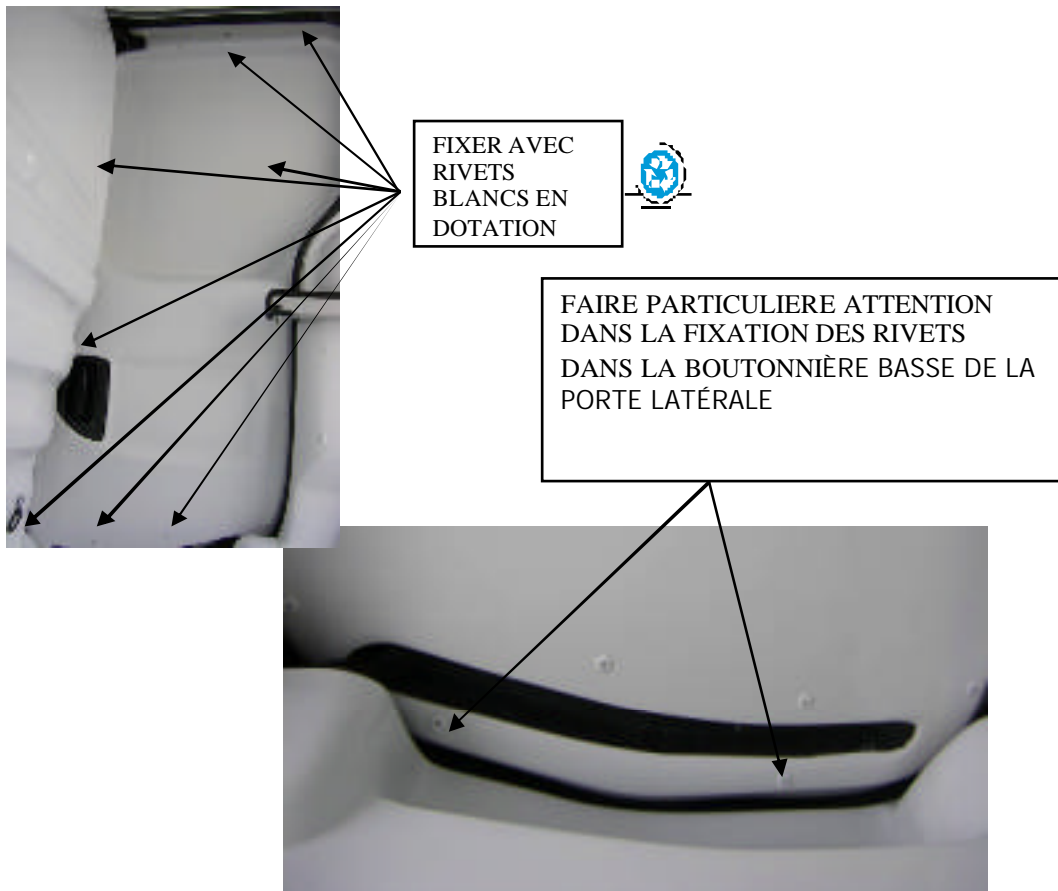 FIXER AVEC
RIVETS
BLANCS EN
DOTATION
FAIRE PARTICULIERE ATTENTION
DANS LA FIXATION DES RIVETS
DANS LA BOUTONNIÈRE BASSE DE LA
PORTE LATÉRALE